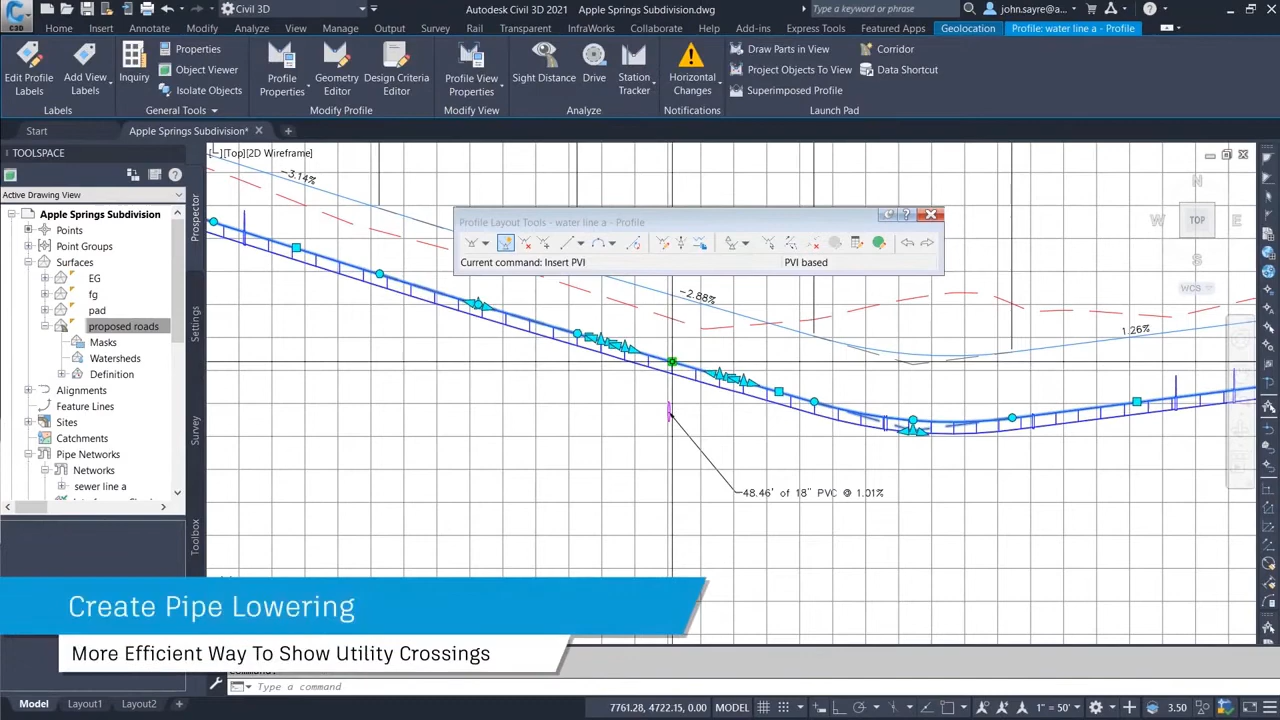 Civil 3D
Autodesk Civil 3D 2021 Apple Springs Subdivision.dwg
Type a keyword or phrase
john.sayre@a...
C3D
Home Insert Annotate Modify Analyze View Manage Output Survey Rail Transparent InfraWorks Collaborate Help Add-ins Express Tools Featured Apps Geolocation Profile: water line a - Profile
Edit Profile Labels
Add View Labels
Labels
Inquiry
Properties
Object Viewer
Isolate Objects
General Tools
Profile Properties
Geometry Editor
Design Criteria Editor
Modify Profile
Profile View Properties
Modify View
Sight Distance
Drive
Station Tracker
Analyze
Horizontal Changes
Notifications
Draw Parts in View
Project Objects To View
Superimposed Profile
Corridor
Data Shortcut
Launch Pad
Start
Apple Springs Subdivision*
TOOLSPACE
Active Drawing View
Apple Springs Subdivision
Points
Point Groups
Surfaces
EG
fg
pad
proposed roads
Masks
Watersheds
Definition
Alignments
Feature Lines
Sites
Catchments
Pipe Networks
Networks
sewer line a
Prospector
Settings
Survey
Toolbox
[-][Top][2D Wireframe]
-3.14%
Profile Layout Tools - water line a - Profile
Current command: Insert PVI
PVI based
-2.88%
1.26%
N
W TOP E
S
WCS
48.46' of 18" PVC @ 1.01%
Create Pipe Lowering
More Efficient Way To Show Utility Crossings
Command:
Type a command
Model Layout1 Layout2
7761.28, 4722.15, 0.00 MODEL
1" = 50'
3.50